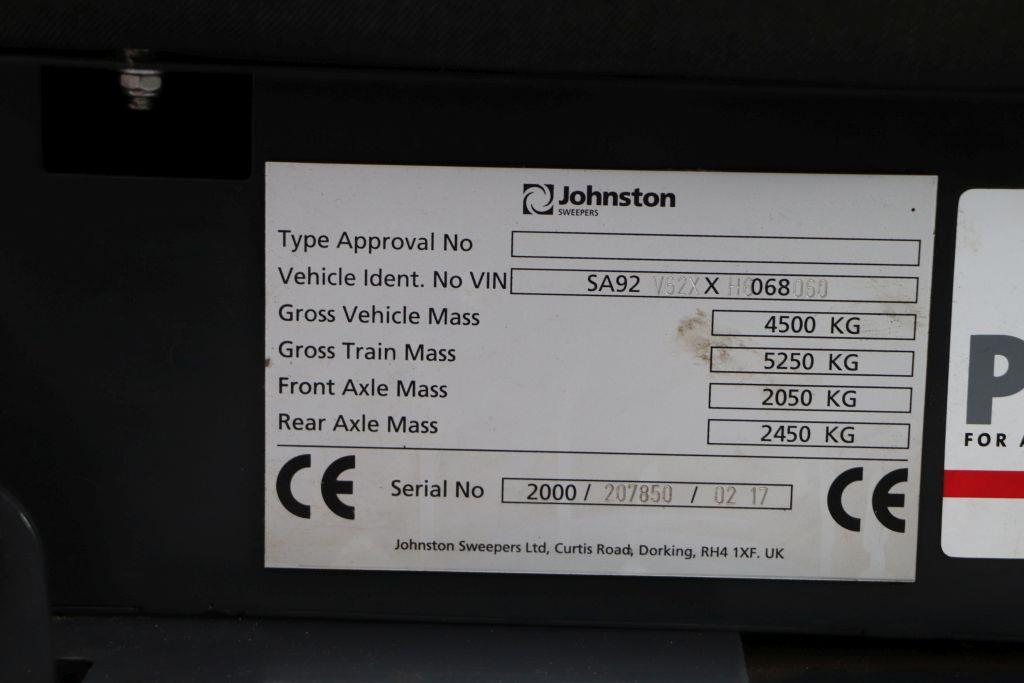 Johnston
SWEEPERS
Type Approval No
Vehicle Ident. No VIN SA92 V62XX X H6068060
Gross Vehicle Mass 4500 KG
Gross Train Mass 5250 KG
Front Axle Mass 2050 KG
Rear Axle Mass 2450 KG
CE Serial No 2000 / 207850 / 02 17 CE
Johnston Sweepers Ltd, Curtis Road, Dorking, RH4 1XF. UK
P
FOR A